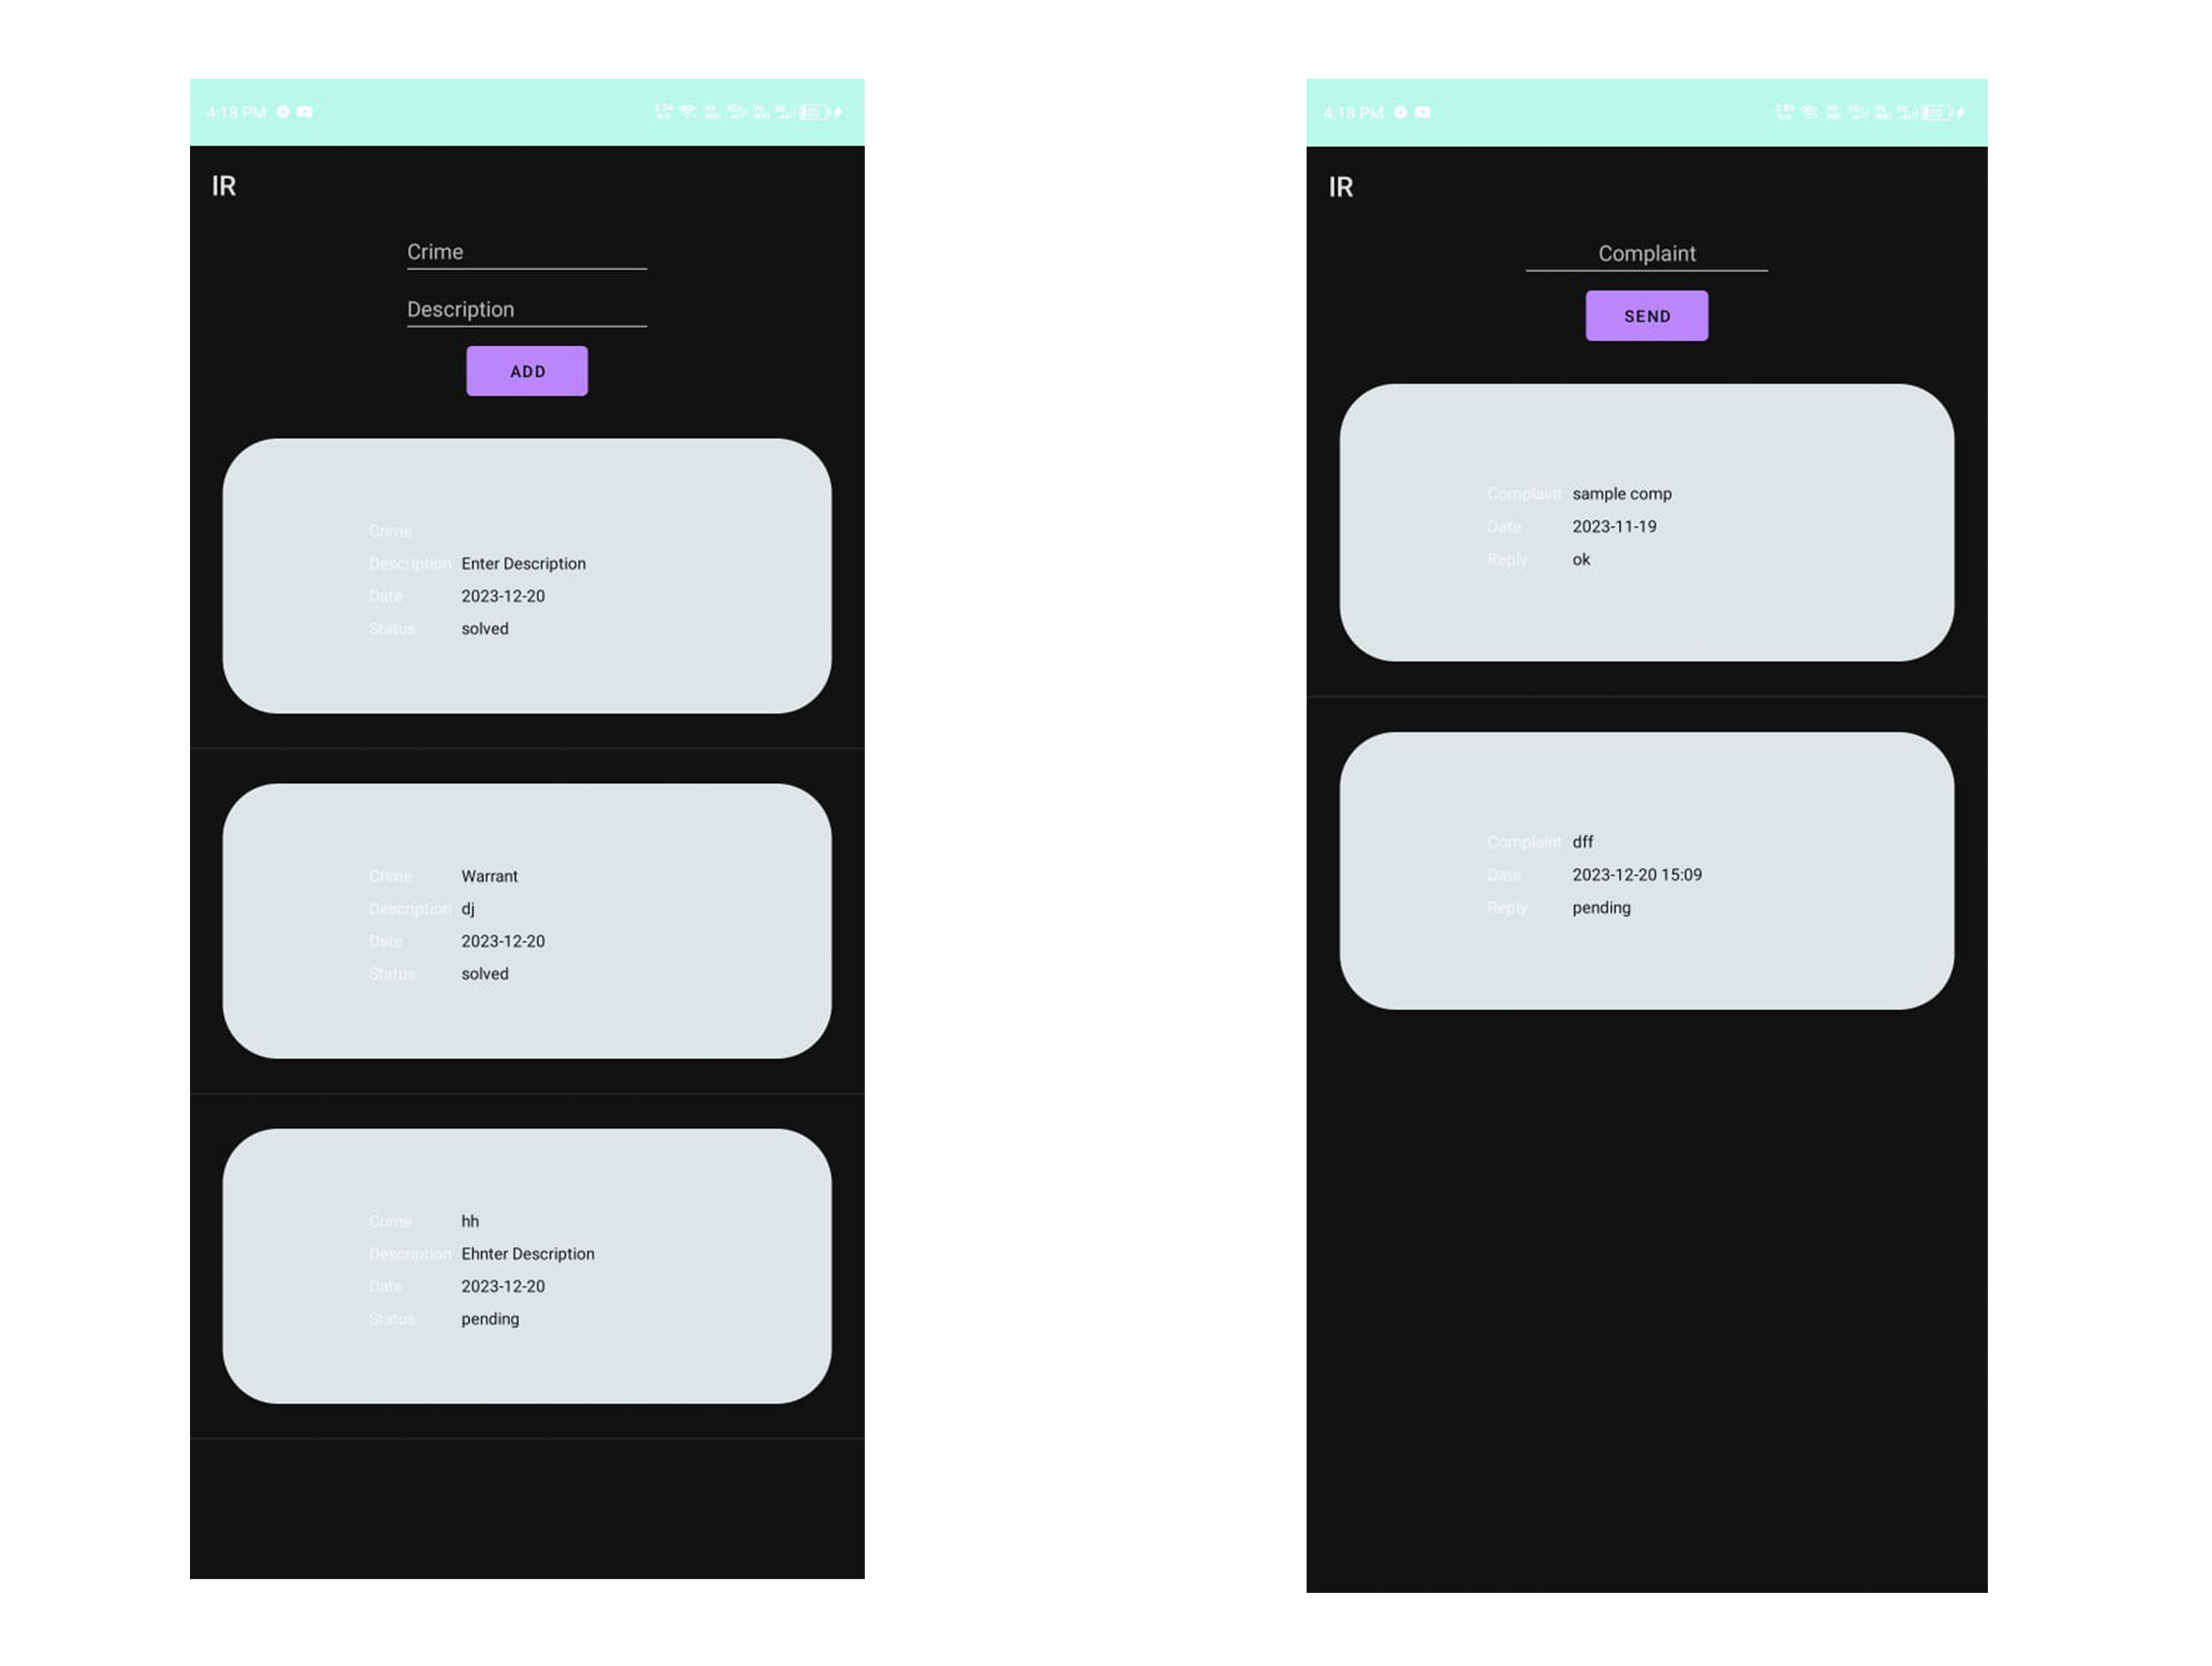 4:18 PM
20
IR
Crime
Description
ADD
Crime
Description Enter Description
Date 2023-12-20
Status solved
Crime Warrant
Description dj
Date 2023-12-20
Status solved
Crime hh
Description Ehnter Description
Date 2023-12-20
Status pending
4:18 PM
20
IR
Complaint
SEND
Complaint sample comp
Date 2023-11-19
Reply ok
Complaint dff
Date 2023-12-20 15:09
Reply pending